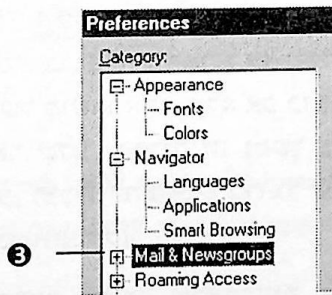 Preferences
Category:
Appearance
Fonts
Colors
Navigator
Languages
Applications
Smart Browsing
❸ Mail & Newsgroups
Roaming Access